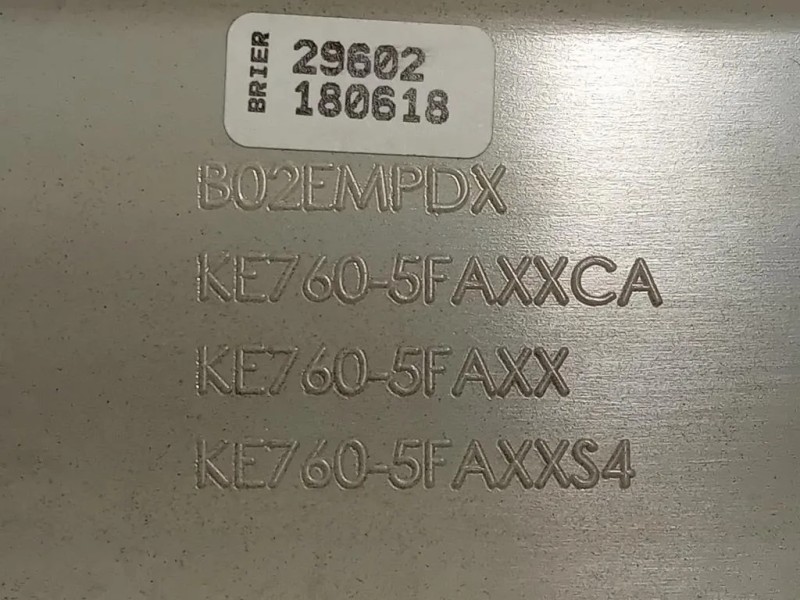 BRIER
29602
180618
B02EMPDX
KE760-5FAXXCA
KE760-5FAXX
KE760-5FAXXS4